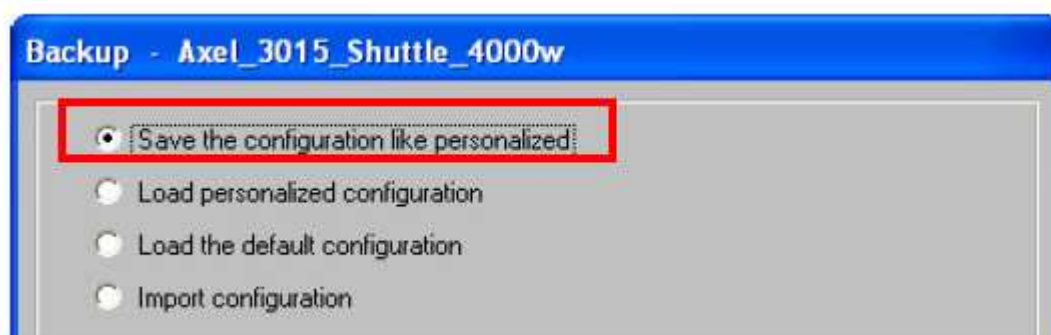 Backup - Axel_3015_Shuttle_4000w
Save the configuration like personalized
Load personalized configuration
Load the default configuration
Import configuration